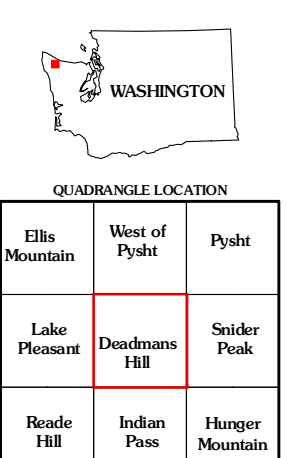 WASHINGTON
QUADRANGLE LOCATION
Ellis
Mountain
West of
Pysht
Pysht
Lake
Pleasant
Deadmans
Hill
Snider
Peak
Reade
Hill
Indian
Pass
Hunger
Mountain